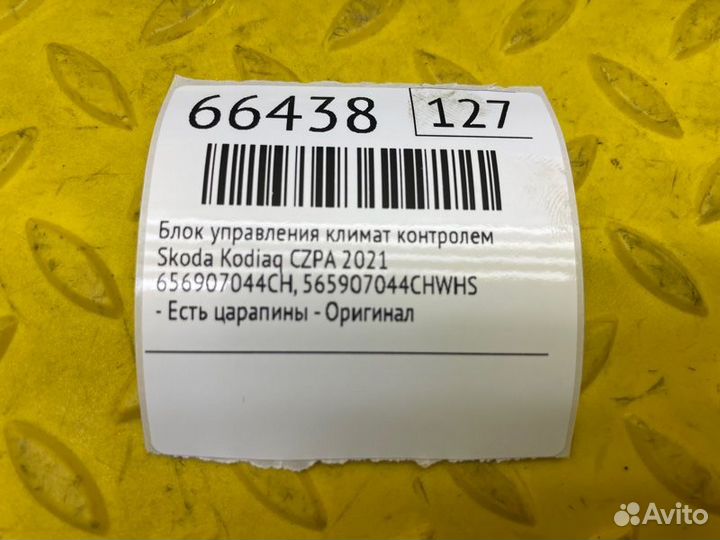 66438 127
Блок управления климат контролем
Skoda Kodiaq CZPA 2021
656907044CH, 565907044CHWHS
- Есть царапины - Оригинал
Avito